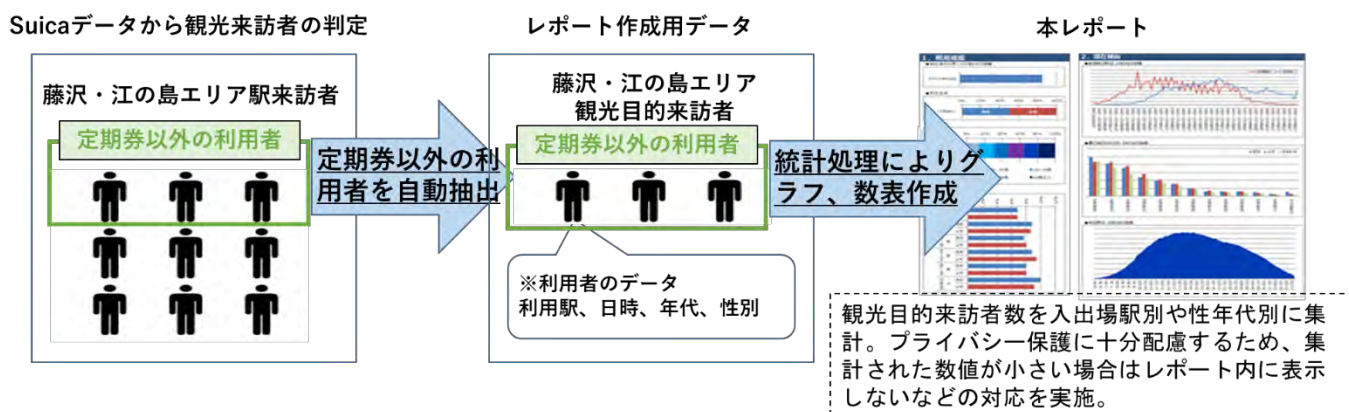 Suicaデータから観光来訪者の判定
藤沢・江の島エリア駅来訪者
定期券以外の利用者
定期券以外の利
用者を自動抽出
レポート作成用データ
藤沢・江の島エリア
観光目的来訪者
定期券以外の利用者
※利用者のデータ
利用駅、日時、年代、性別
統計処理によりグ
ラフ、数表作成
本レポート
観光目的来訪者数を入出場駅別や性年代別に集
計。プライバシー保護に十分配慮するため、集
計された数値が小さい場合はレポート内に表示
しないなどの対応を実施。